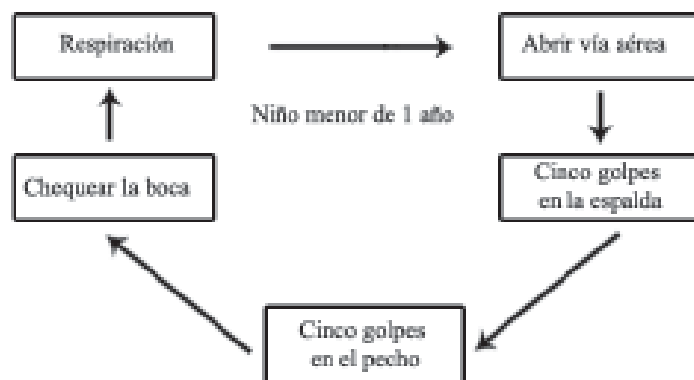 Respiración
Abrir vía aérea
Niño menor de 1 año
Chequear la boca
Cinco golpes
en la espalda
Cinco golpes
en el pecho